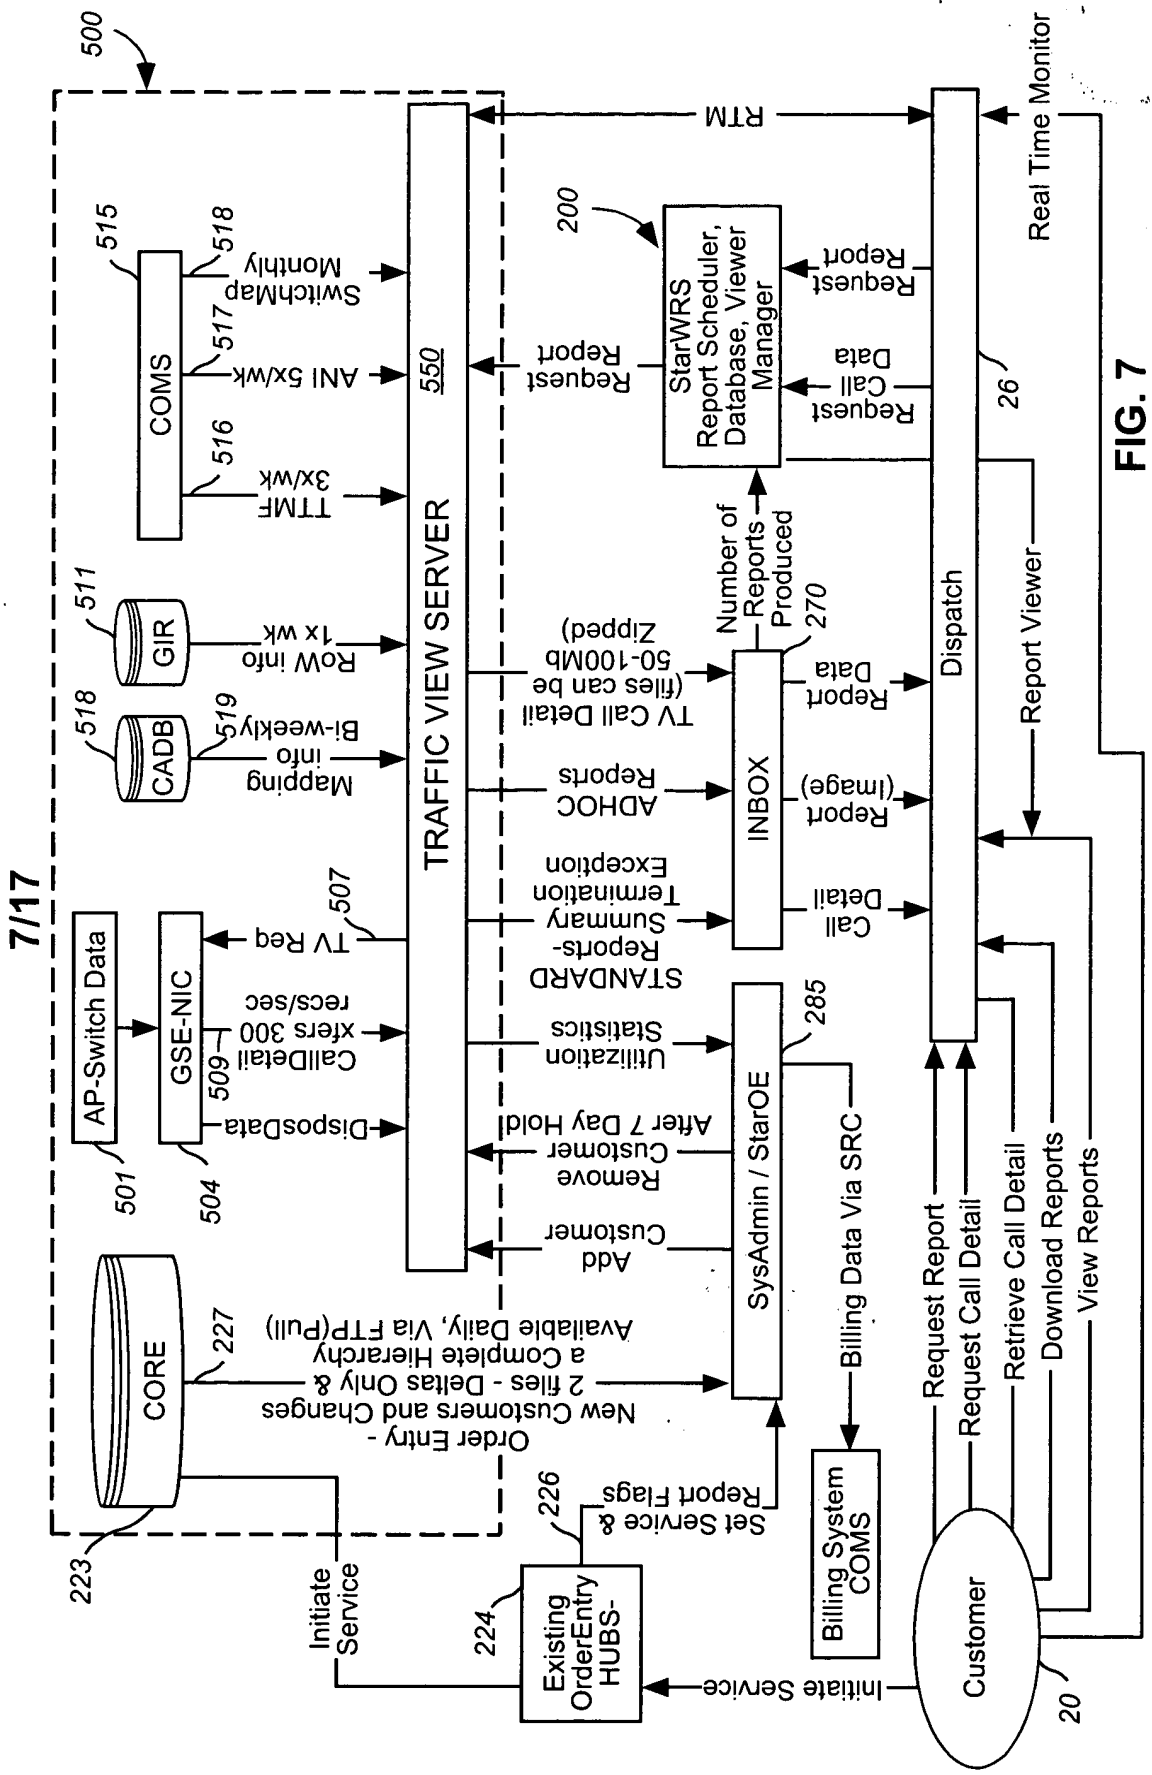 7/17
500
515
COMS
516
517
518
TTMF
3x/wk
ANI 5x/wk
SwitchMap
Monthly
511
GIR
RoW info
1x wk
518
CADB
519
Mapping
info
Bi-weekly
AP-Switch Data
501
GSE-NIC
504
DisposData
509
CallDetail
xfers 300
recs/sec
TV Req
507
CORE
223
227
Order Entry -
New Customers and Changes
2 files - Deltas Only &
a Complete Hierarchy
Available Daily, Via FTP(Pull)
TRAFFIC VIEW SERVER
550
Initiate
Service
Existing
OrderEntry
HUBS-
224
226
Set Service &
Report Flags
Add
Customer
Remove
Customer
After 7 Day Hold
Utilization
Statistics
STANDARD
Reports-
Summary
Termination
Exception
ADHOC
Reports
TV Call Detail
(files can be
50-100Mb
Zipped)
Report
Request
RTM
SysAdmin / StarOE
285
INBOX
270
Number of
Reports
Produced
StarWRS
Report Scheduler,
Database, Viewer
Manager
200
Billing Data Via SRC
Billing System
COMS
Call
Detail
Report
(Image)
Report
Data
Request
Call
Data
Request
Report
Dispatch
26
Initiate Service
Customer
20
Request Report
Request Call Detail
Retrieve Call Detail
Download Reports
View Reports
Report Viewer
Real Time Monitor
FIG. 7